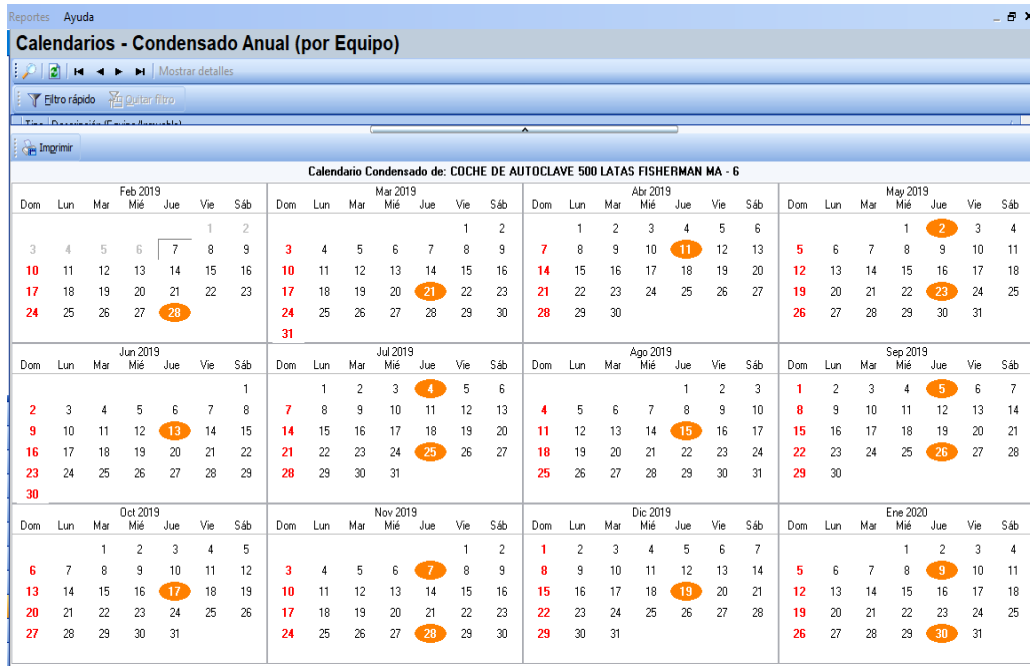 Reportes Ayuda
Calendarios - Condensado Anual (por Equipo)
Mostrar detalles
Filtro rápido Quitar filtro
Imprimir
Calendario Condensado de: COCHE DE AUTOCLAVE 500 LATAS FISHERMAN MA - 6
Feb 2019
Dom Lun Mar Mié Jue Vie Sáb
1 2
3 4 5 6 7 8 9
10 11 12 13 14 15 16
17 18 19 20 21 22 23
24 25 26 27 28
Mar 2019
Dom Lun Mar Mié Jue Vie Sáb
1 2
3 4 5 6 7 8 9
10 11 12 13 14 15 16
17 18 19 20 21 22 23
24 25 26 27 28 29 30
31
Abr 2019
Dom Lun Mar Mié Jue Vie Sáb
1 2 3 4 5 6
7 8 9 10 11 12 13
14 15 16 17 18 19 20
21 22 23 24 25 26 27
28 29 30
May 2019
Dom Lun Mar Mié Jue Vie Sáb
1 2 3 4
5 6 7 8 9 10 11
12 13 14 15 16 17 18
19 20 21 22 23 24 25
26 27 28 29 30 31
Jun 2019
Dom Lun Mar Mié Jue Vie Sáb
1
2 3 4 5 6 7 8
9 10 11 12 13 14 15
16 17 18 19 20 21 22
23 24 25 26 27 28 29
30
Jul 2019
Dom Lun Mar Mié Jue Vie Sáb
1 2 3 4 5 6
7 8 9 10 11 12 13
14 15 16 17 18 19 20
21 22 23 24 25 26 27
28 29 30 31
Ago 2019
Dom Lun Mar Mié Jue Vie Sáb
1 2 3
4 5 6 7 8 9 10
11 12 13 14 15 16 17
18 19 20 21 22 23 24
25 26 27 28 29 30 31
Sep 2019
Dom Lun Mar Mié Jue Vie Sáb
1 2 3 4 5 6 7
8 9 10 11 12 13 14
15 16 17 18 19 20 21
22 23 24 25 26 27 28
29 30
Oct 2019
Dom Lun Mar Mié Jue Vie Sáb
1 2 3 4 5
6 7 8 9 10 11 12
13 14 15 16 17 18 19
20 21 22 23 24 25 26
27 28 29 30 31
Nov 2019
Dom Lun Mar Mié Jue Vie Sáb
1 2
3 4 5 6 7 8 9
10 11 12 13 14 15 16
17 18 19 20 21 22 23
24 25 26 27 28 29 30
Dic 2019
Dom Lun Mar Mié Jue Vie Sáb
1 2 3 4 5 6 7
8 9 10 11 12 13 14
15 16 17 18 19 20 21
22 23 24 25 26 27 28
29 30 31
Ene 2020
Dom Lun Mar Mié Jue Vie Sáb
1 2 3 4
5 6 7 8 9 10 11
12 13 14 15 16 17 18
19 20 21 22 23 24 25
26 27 28 29 30 31